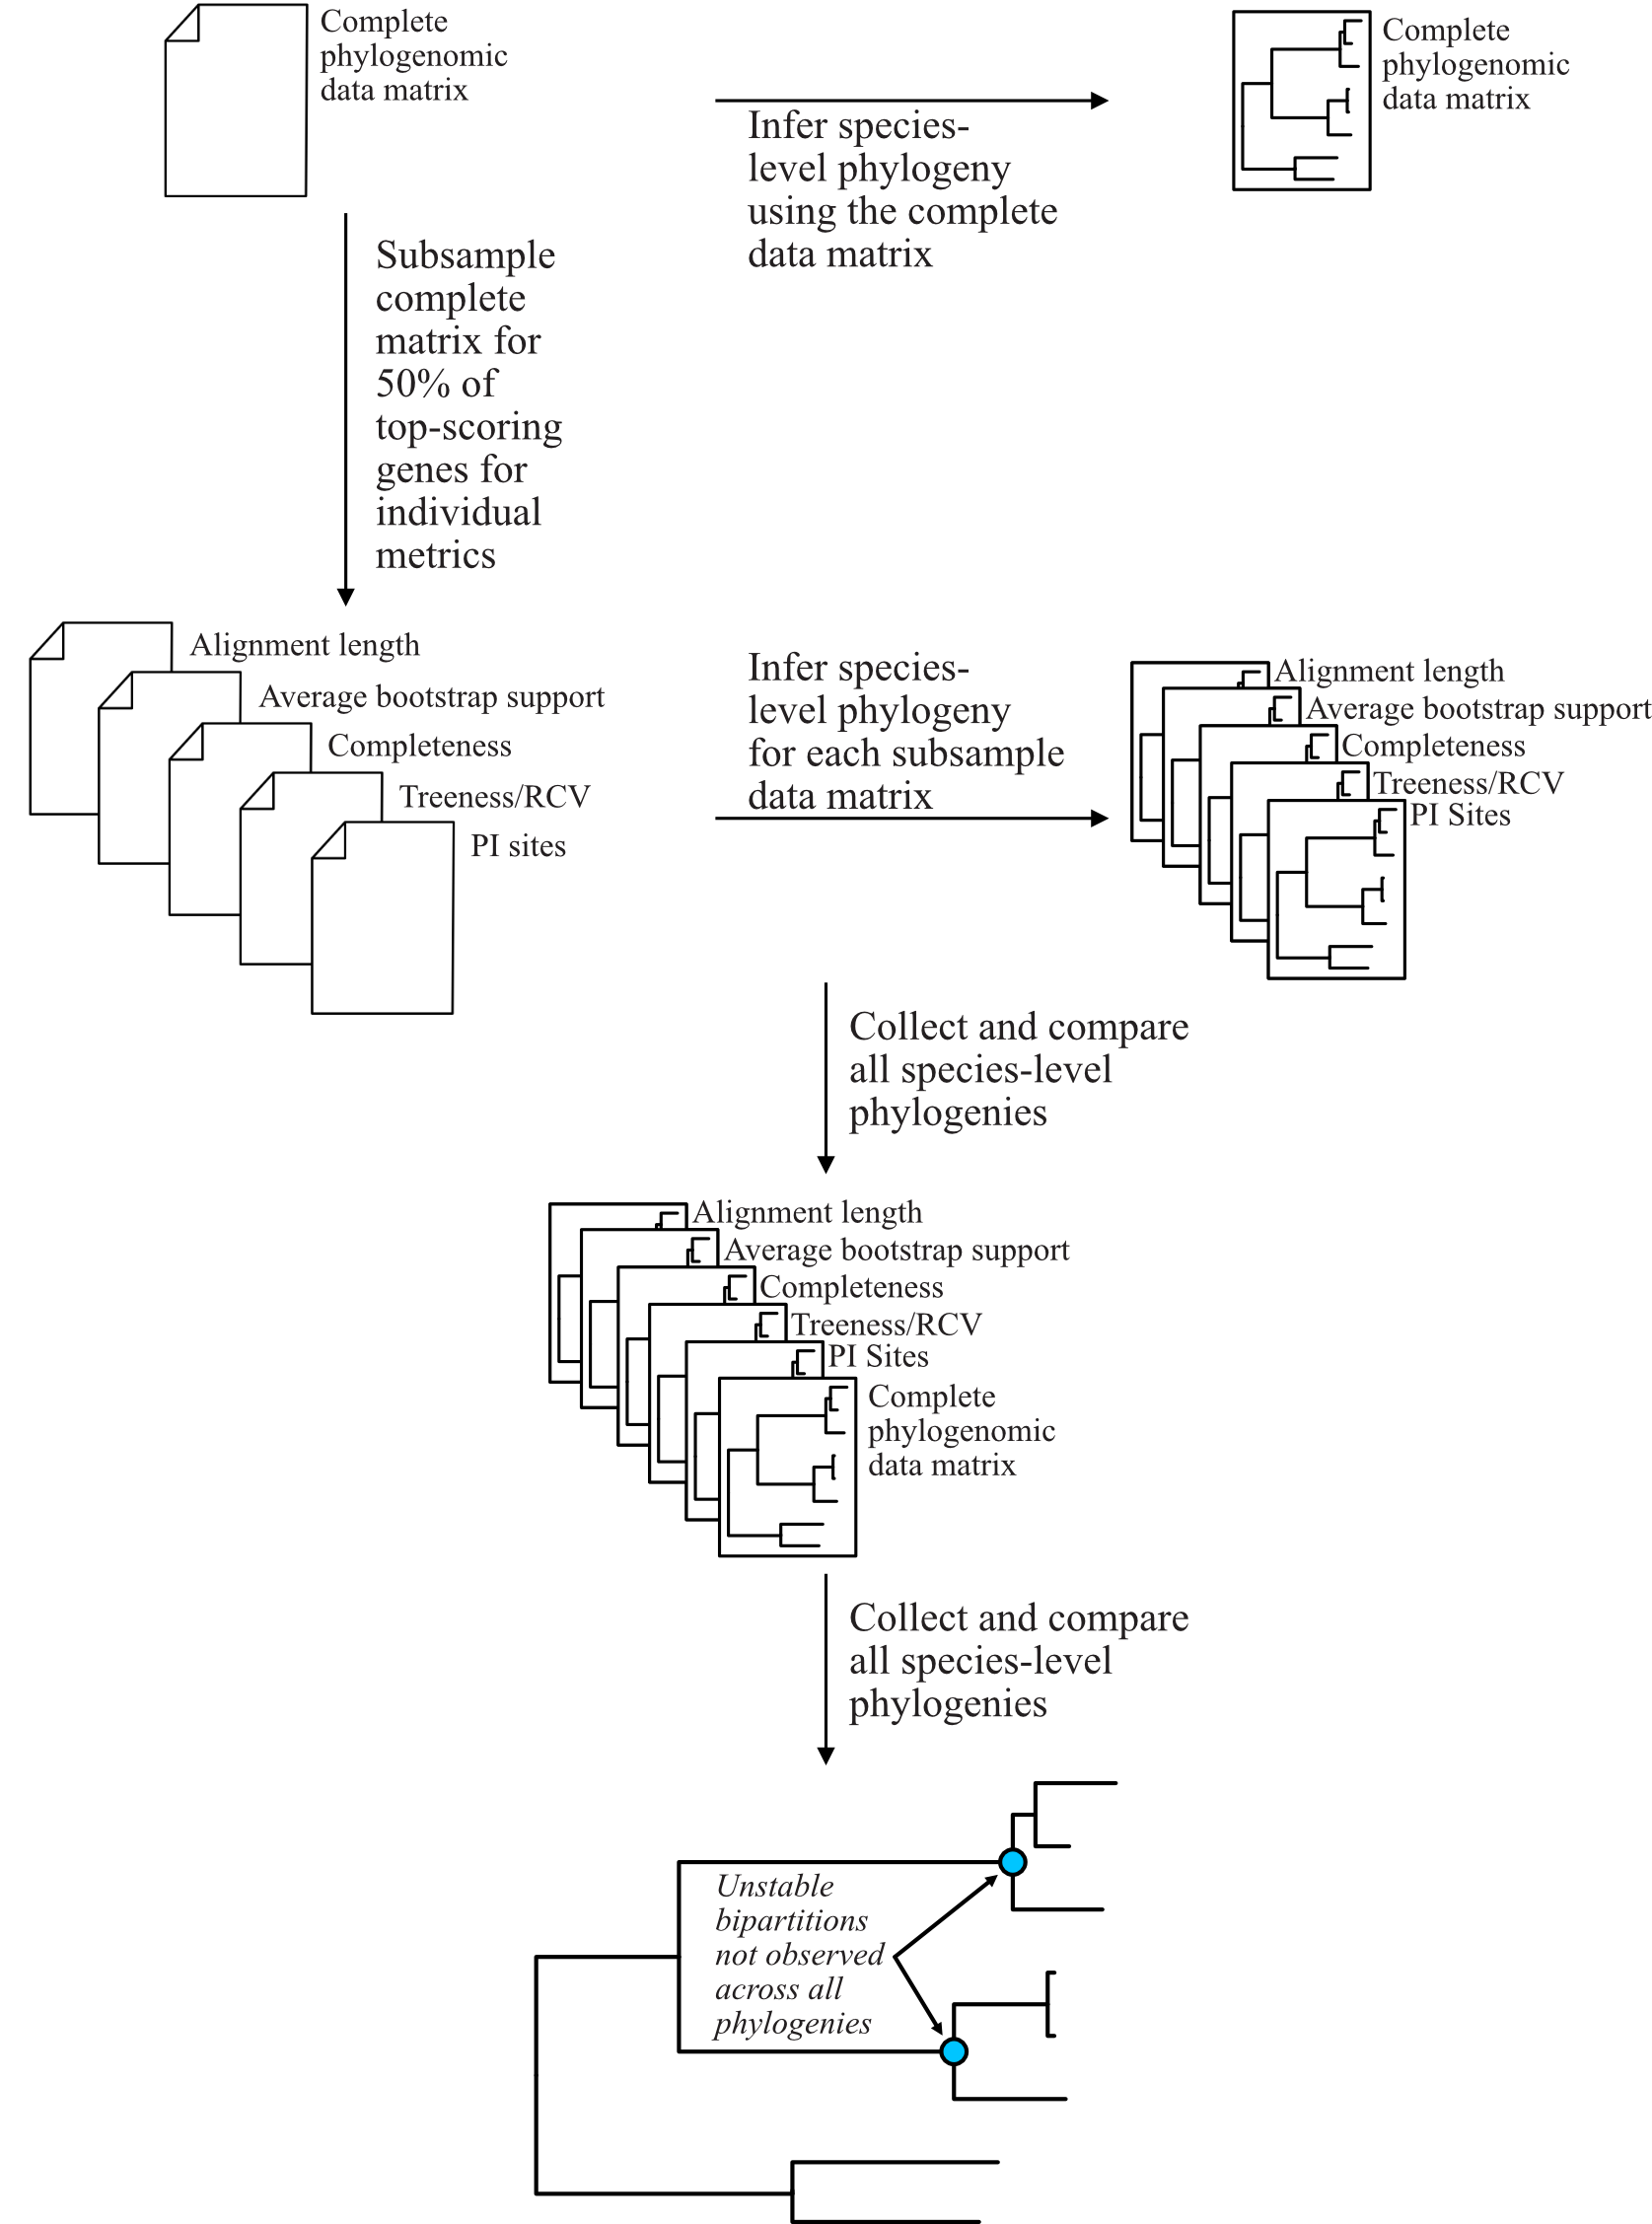 Complete
phylogenomic
data matrix
Infer species-
level phylogeny
using the complete
data matrix
Complete
phylogenomic
data matrix
Subsample
complete
matrix for
50% of
top-scoring
genes for
individual
metrics
Alignment length
Average bootstrap support
Completeness
Treeness/RCV
PI sites
Infer species-
level phylogeny
for each subsample
data matrix
Alignment length
Average bootstrap support
Completeness
Treeness/RCV
PI Sites
Collect and compare
all species-level
phylogenies
Alignment length
Average bootstrap support
Completeness
Treeness/RCV
PI Sites
Complete
phylogenomic
data matrix
Collect and compare
all species-level
phylogenies
Unstable
bipartitions
not observed
across all
phylogenies